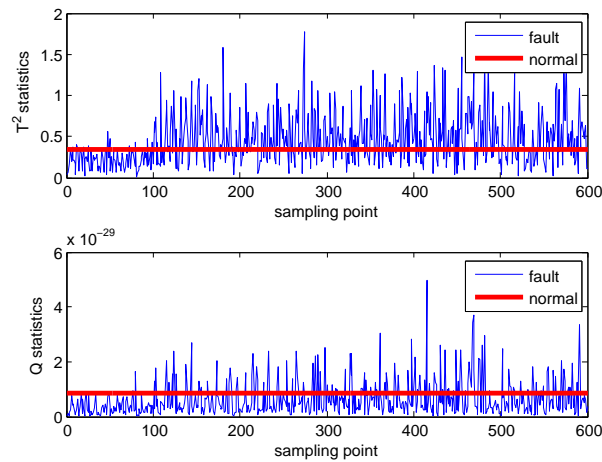 2
1.5
1
0.5
0
T² statistics
fault
normal
0 100 200 300 400 500 600
sampling point
x 10⁻²⁹
6
4
2
0
Q statistics
fault
normal
0 100 200 300 400 500 600
sampling point